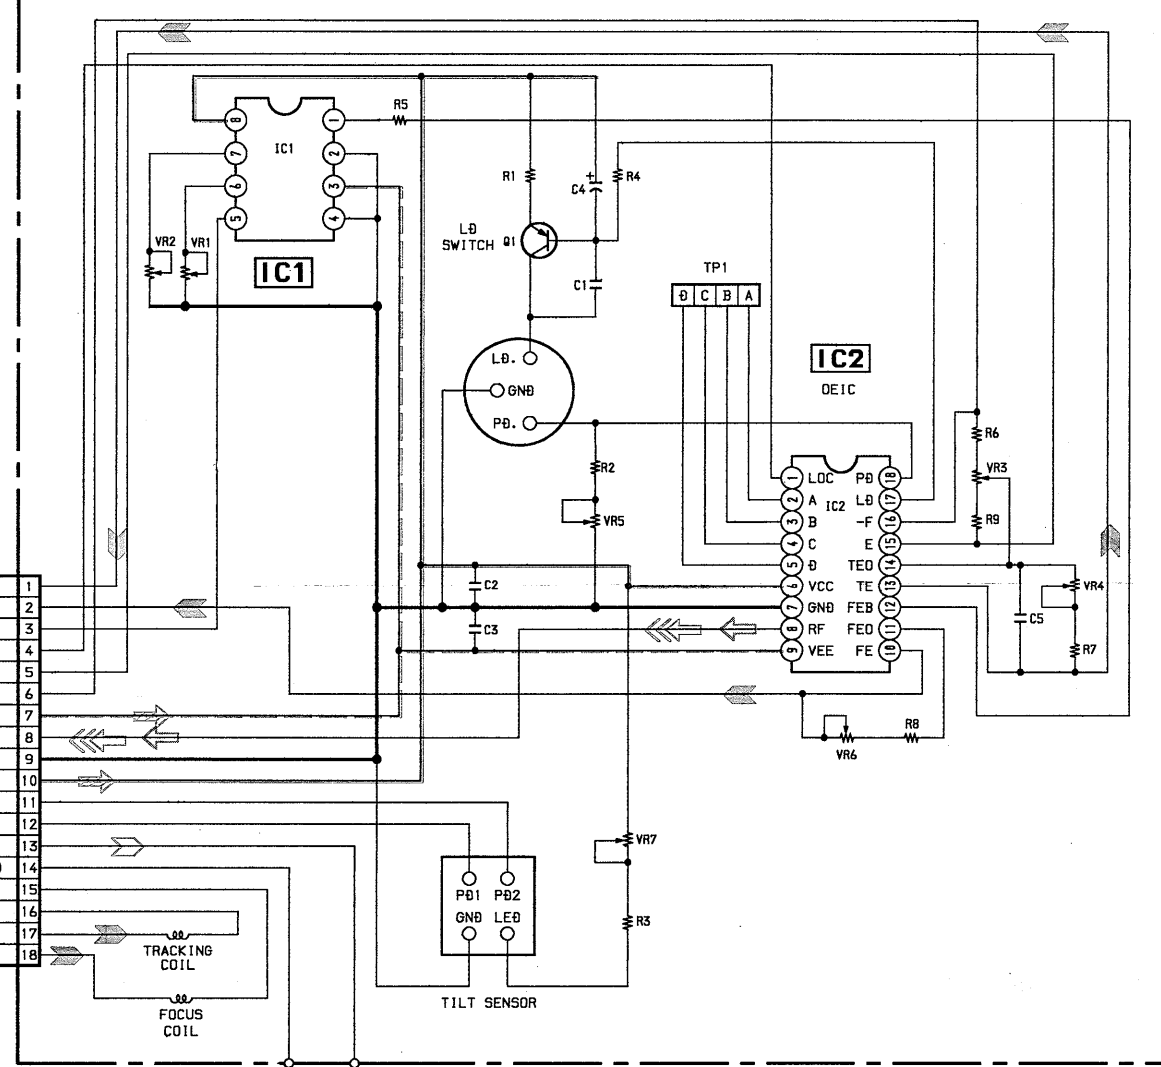 R5
8 1
7 IC1 2
6 3
5 4
VR2 VR1
IC1
R1
C4 +
R4
LD
SWITCH Q1
C1
TP1
D C B A
LD.
GND
PD.
IC2
OEIC
R2
VR5
R6
VR3
R9
1 LOC PD 18
2 A IC2 LD 17
3 B -F 16
4 C E 15
5 D TEO 14
6 VCC TE 13
7 GND FEB 12
8 RF FEO 11
9 VEE FE 10
C2
C3
C5
VR4
R7
VR6
R8
1
2
3
4
5
6
7
8
9
10
11
12
13
14
15
16
17
18
VR7
R3
PD1 PD2
GND LED
TILT SENSOR
TRACKING
COIL
FOCUS
COIL